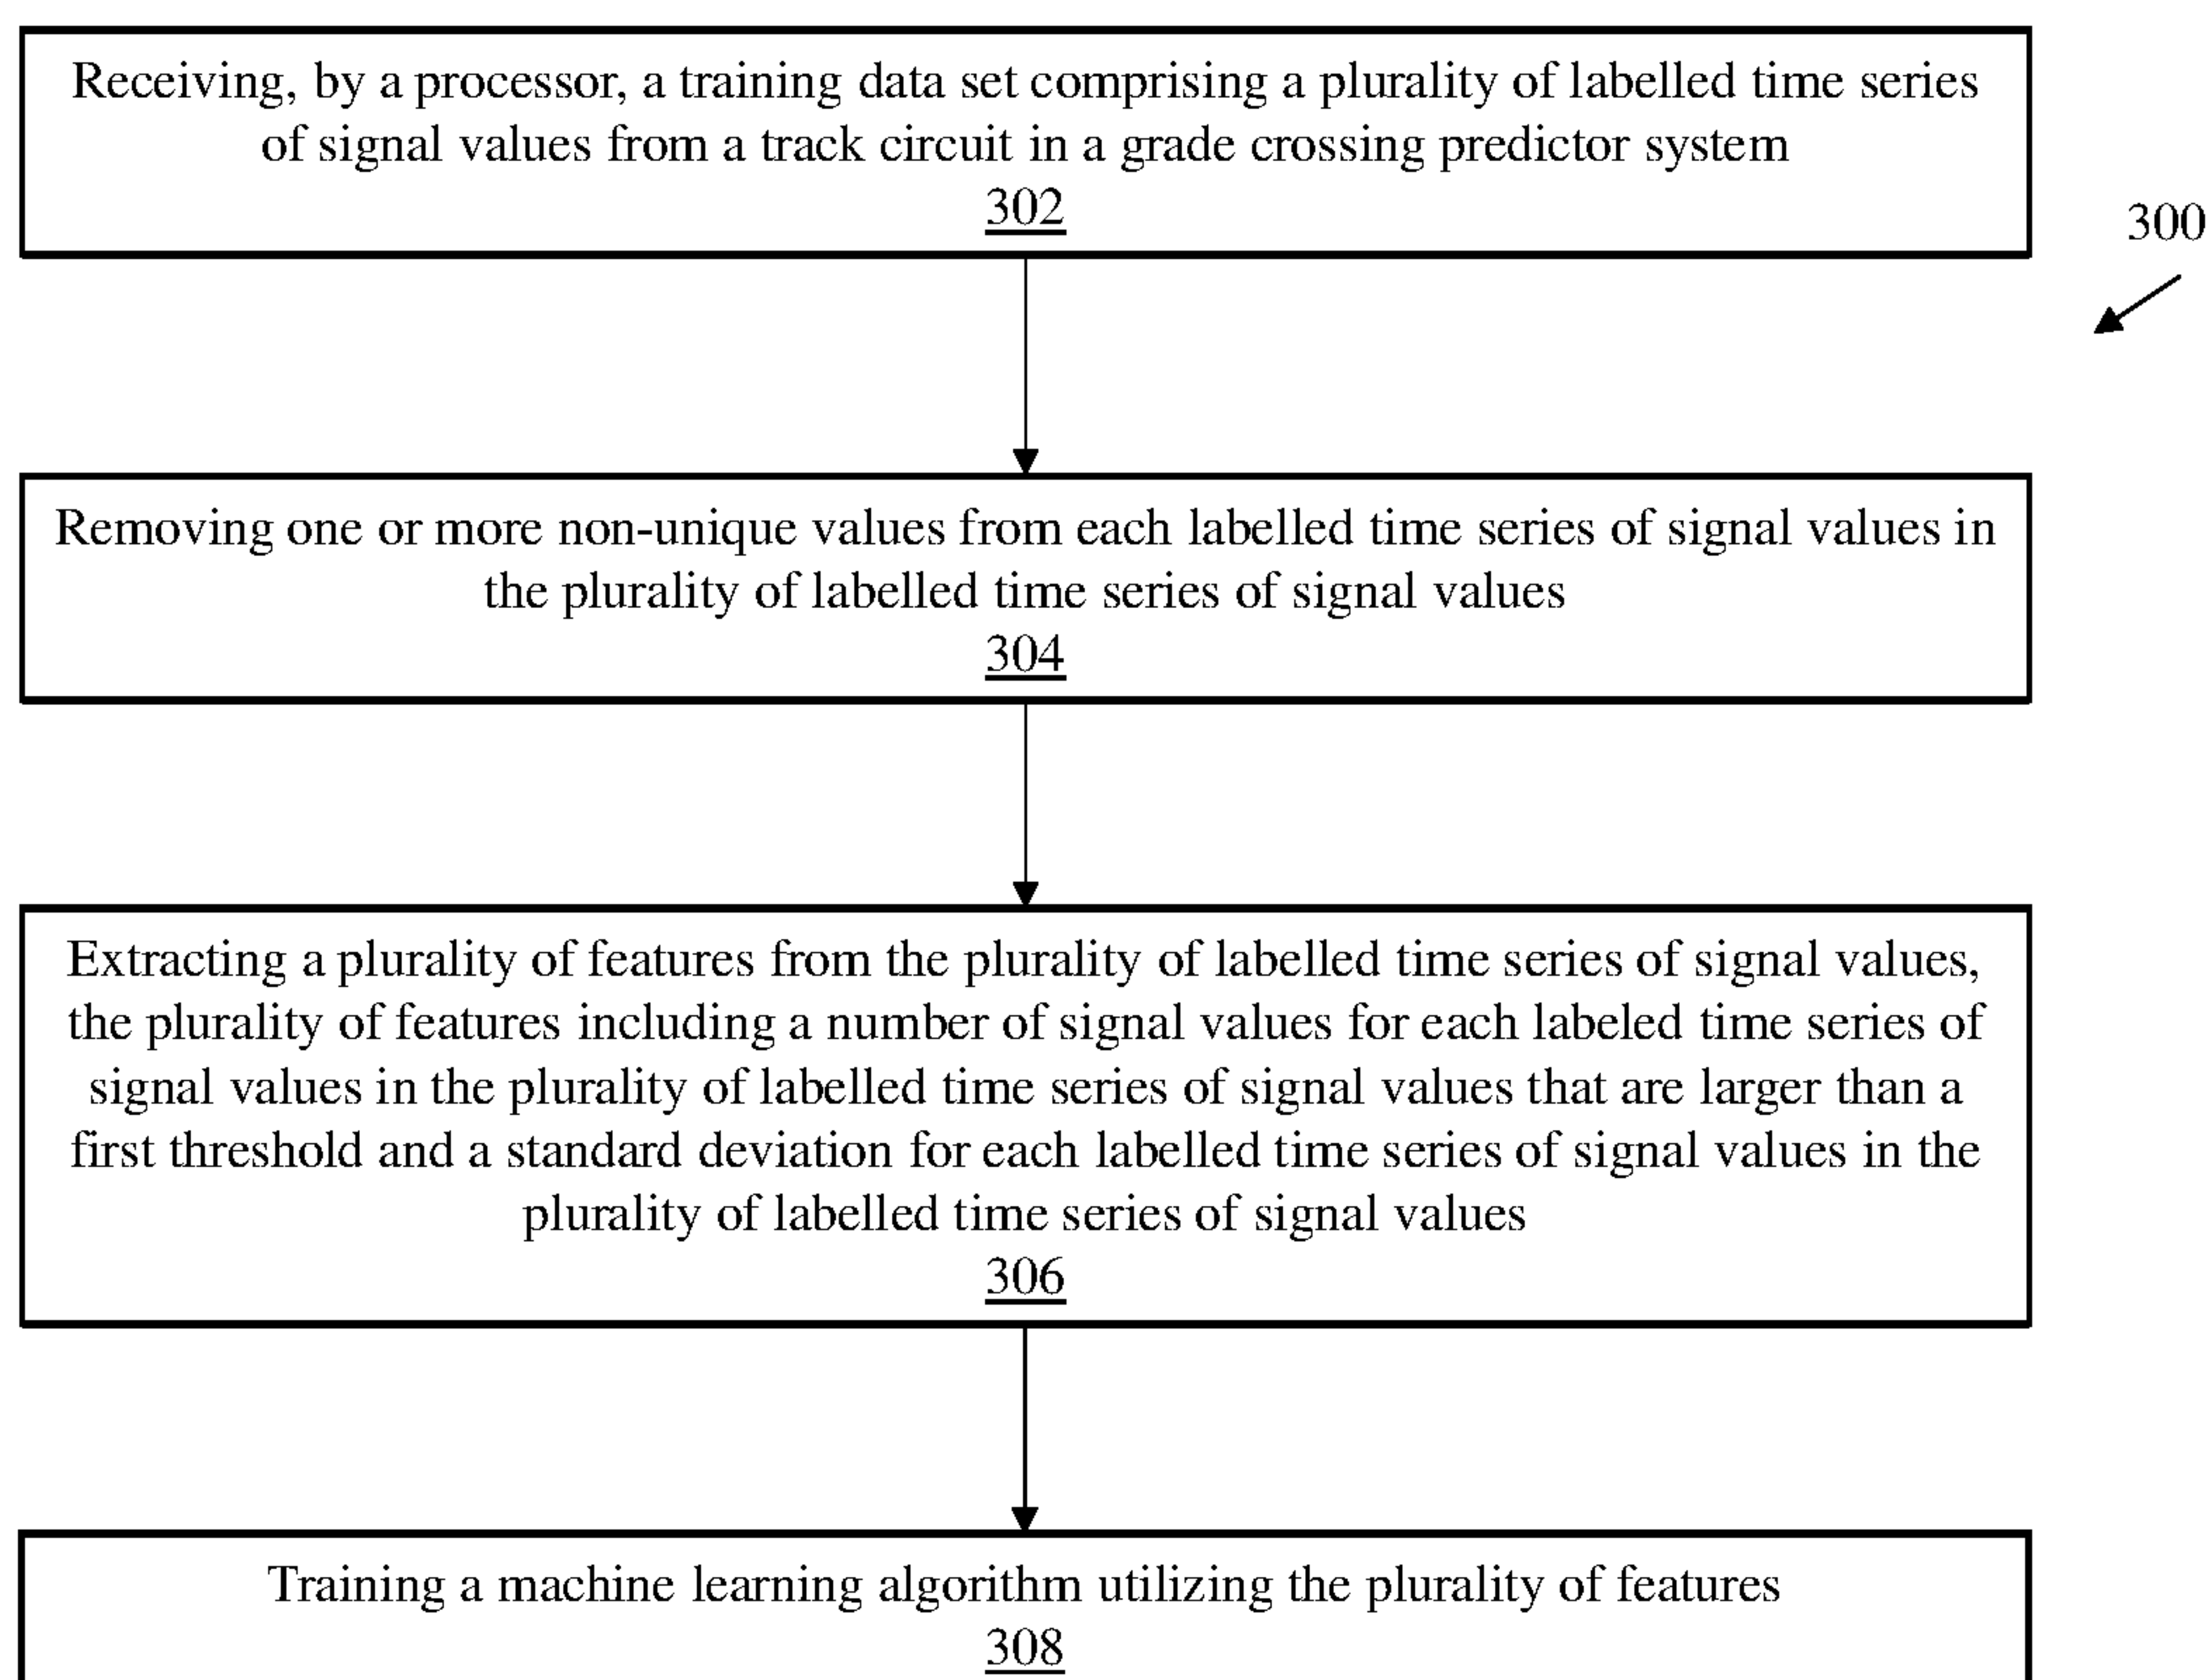 Receiving, by a processor, a training data set comprising a plurality of labelled time series
of signal values from a track circuit in a grade crossing predictor system
302
300
Removing one or more non-unique values from each labelled time series of signal values in
the plurality of labelled time series of signal values
304
Extracting a plurality of features from the plurality of labelled time series of signal values,
the plurality of features including a number of signal values for each labeled time series of
signal values in the plurality of labelled time series of signal values that are larger than a
first threshold and a standard deviation for each labelled time series of signal values in the
plurality of labelled time series of signal values
306
Training a machine learning algorithm utilizing the plurality of features
308